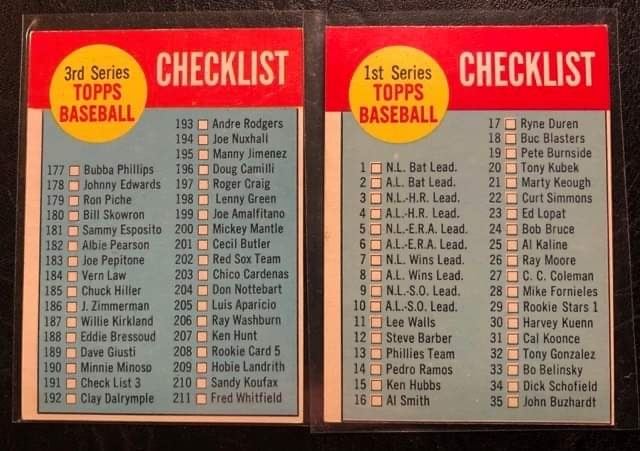 3rd Series
TOPPS
BASEBALL
CHECKLIST
177 Bubba Phillips
178 Johnny Edwards
179 Ron Piche
180 Bill Skowron
181 Sammy Esposito
182 Albie Pearson
183 Joe Pepitone
184 Vern Law
185 Chuck Hiller
186 J. Zimmerman
187 Willie Kirkland
188 Eddie Bressoud
189 Dave Giusti
190 Minnie Minoso
191 Check List 3
192 Clay Dalrymple
193 Andre Rodgers
194 Joe Nuxhall
195 Manny Jimenez
196 Doug Camilli
197 Roger Craig
198 Lenny Green
199 Joe Amalfitano
200 Mickey Mantle
201 Cecil Butler
202 Red Sox Team
203 Chico Cardenas
204 Don Nottebart
205 Luis Aparicio
206 Ray Washburn
207 Ken Hunt
208 Rookie Card 5
209 Hobie Landrith
210 Sandy Koufax
211 Fred Whitfield
1st Series
TOPPS
BASEBALL
CHECKLIST
1 N.L. Bat Lead.
2 A.L. Bat Lead.
3 N.L.-H.R. Lead.
4 A.L.-H.R. Lead.
5 N.L.-E.R.A. Lead.
6 A.L.-E.R.A. Lead.
7 N.L. Wins Lead.
8 A.L. Wins Lead.
9 N.L.-S.O. Lead.
10 A.L.-S.O. Lead.
11 Lee Walls
12 Steve Barber
13 Phillies Team
14 Pedro Ramos
15 Ken Hubbs
16 Al Smith
17 Ryne Duren
18 Buc Blasters
19 Pete Burnside
20 Tony Kubek
21 Marty Keough
22 Curt Simmons
23 Ed Lopat
24 Bob Bruce
25 Al Kaline
26 Ray Moore
27 C. C. Coleman
28 Mike Fornieles
29 Rookie Stars 1
30 Harvey Kuenn
31 Cal Koonce
32 Tony Gonzalez
33 Bo Belinsky
34 Dick Schofield
35 John Buzhardt